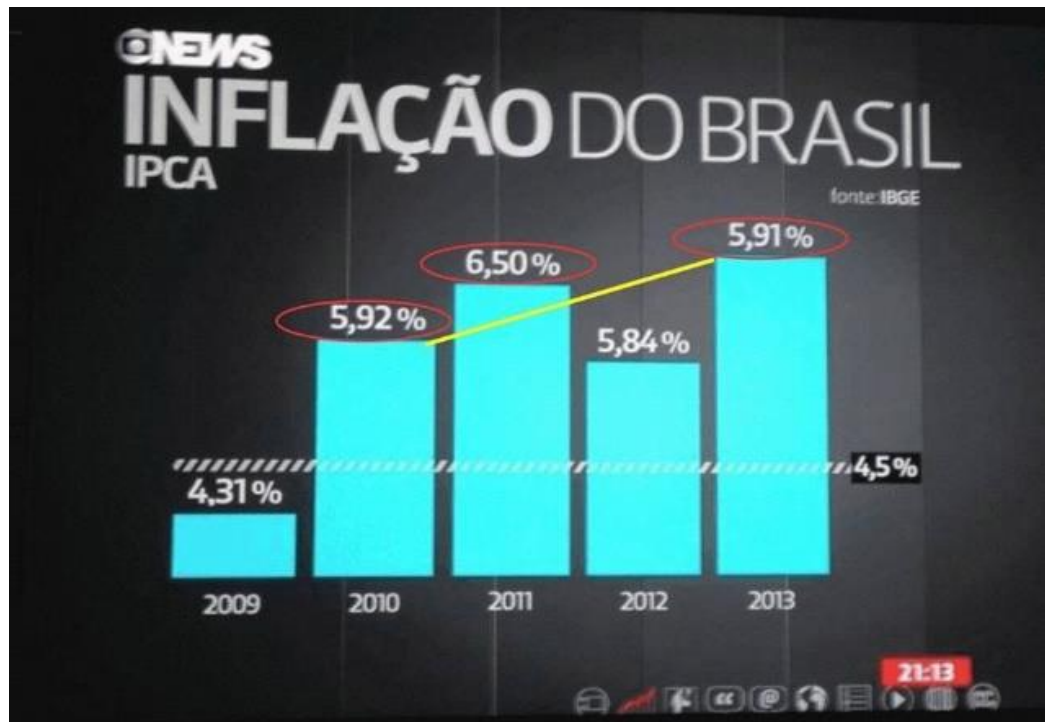 NEWS
INFLAÇÃO DO BRASIL
IPCA
fonte:IBGE
5,91%
6,50%
5,92%
5,84%
4,5%
4,31%
2009 2010 2011 2012 2013
21:13